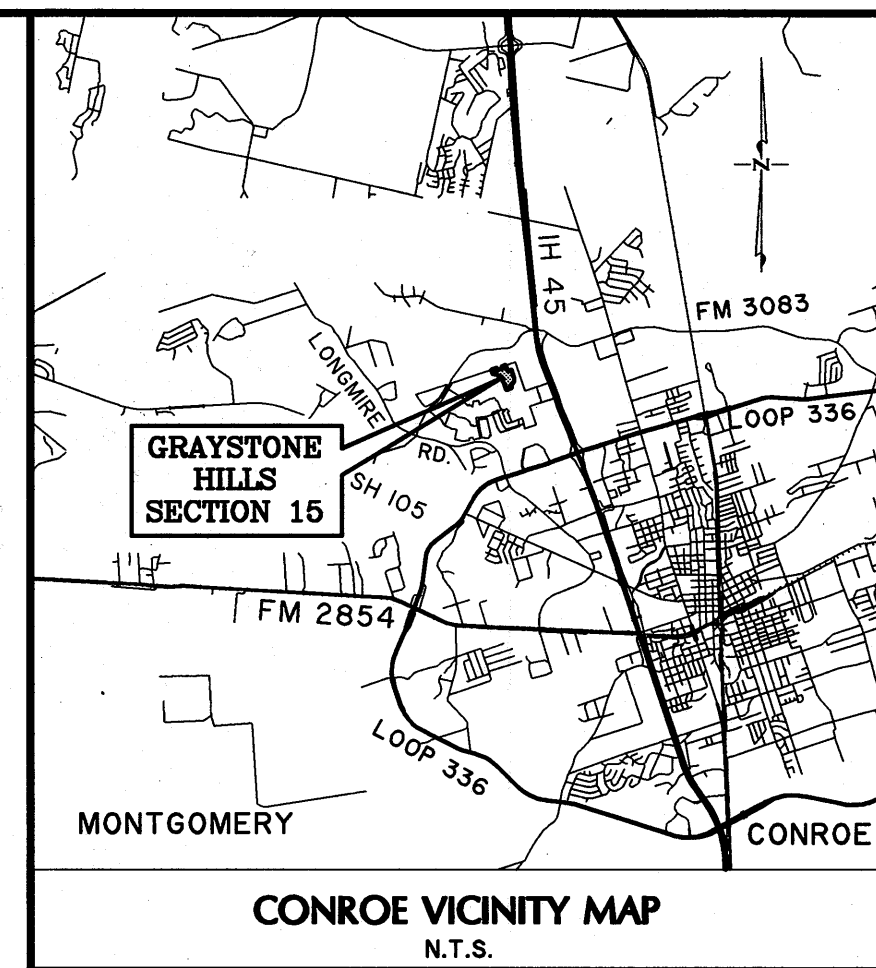 N
IH 45
FM 3083
LONGMIRE
RD.
LOOP 336
GRAYSTONE
HILLS
SECTION 15
SH 105
FM 2854
LOOP 336
MONTGOMERY
CONROE
CONROE VICINITY MAP
N.T.S.